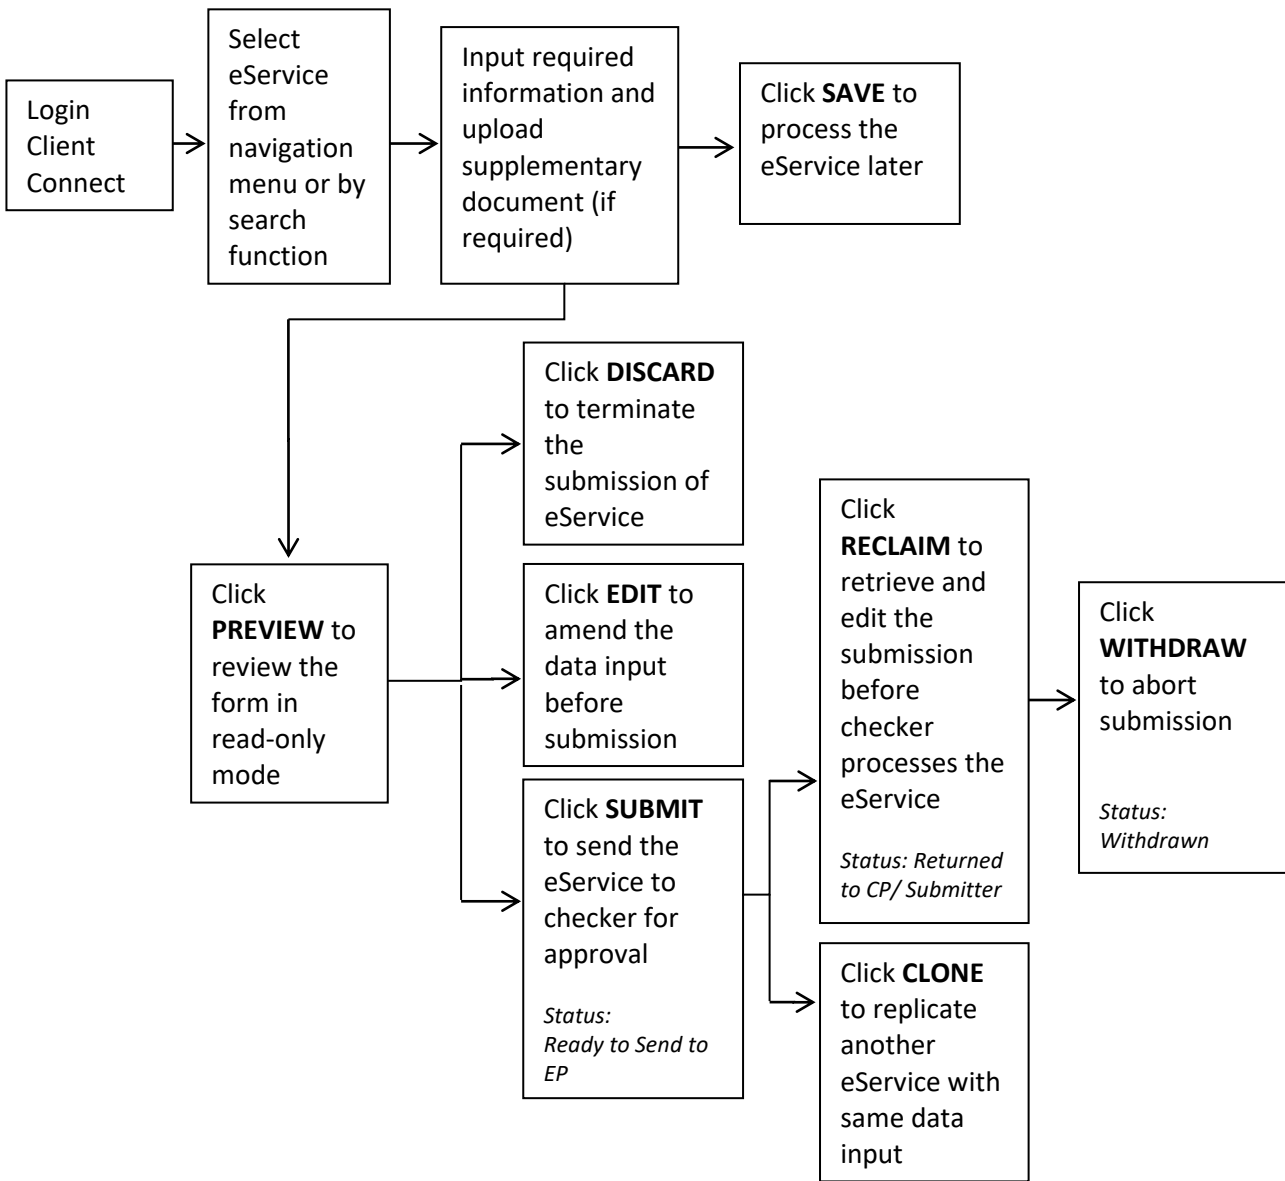 Login
Client
Connect
Select
eService
from
navigation
menu or by
search
function
Input required
information and
upload
supplementary
document (if
required)
Click SAVE to
process the
eService later
Click DISCARD
to terminate
the
submission of
eService
Click
PREVIEW to
review the
form in
read-only
mode
Click EDIT to
amend the
data input
before
submission
Click SUBMIT
to send the
eService to
checker for
approval
Status:
Ready to Send to
EP
Click
RECLAIM to
retrieve and
edit the
submission
before
checker
processes the
eService
Status: Returned
to CP/ Submitter
Click
WITHDRAW
to abort
submission
Status:
Withdrawn
Click CLONE
to replicate
another
eService with
same data
input